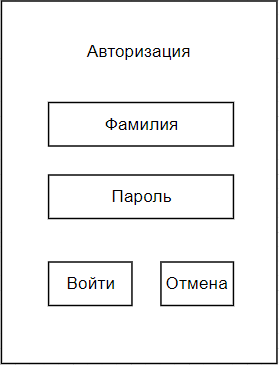 Авторизация
Фамилия
Пароль
Войти
Отмена